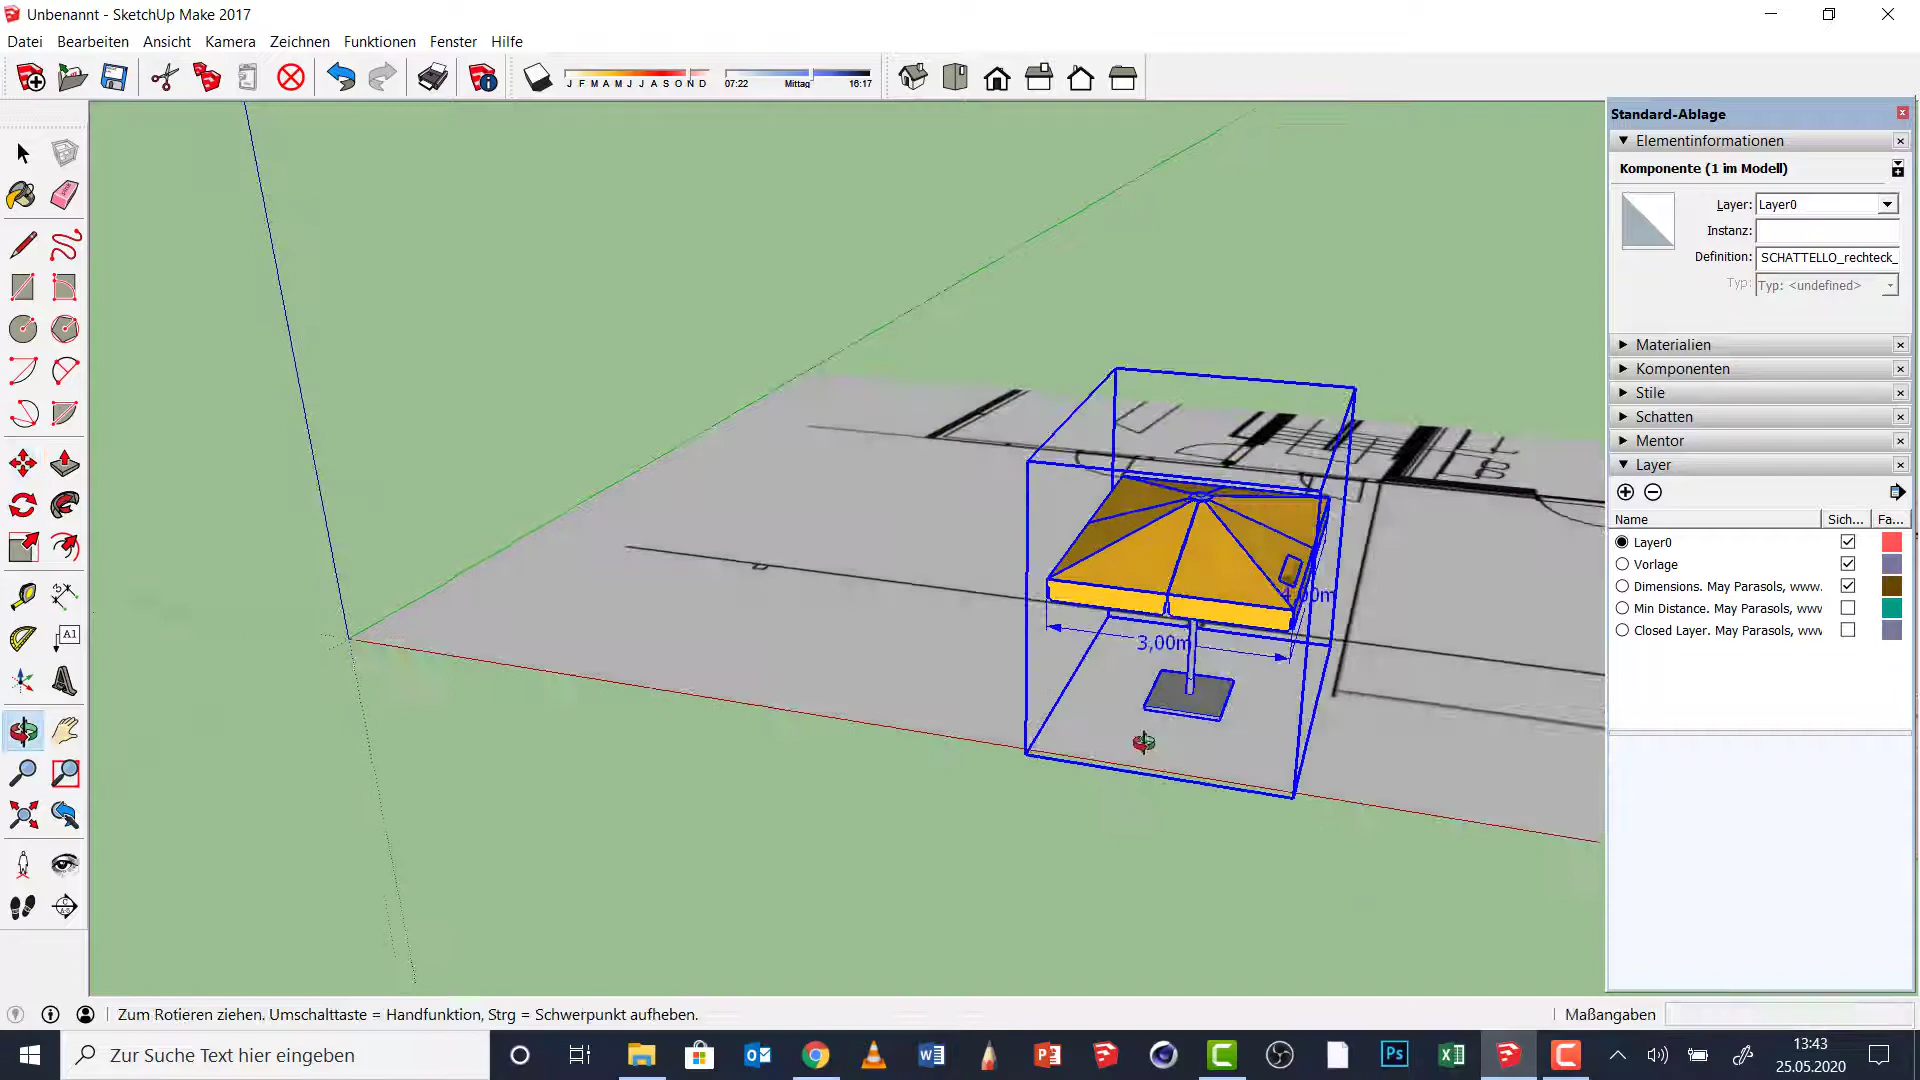 Unbenannt - SketchUp Make 2017
Datei Bearbeiten Ansicht Kamera Zeichnen Funktionen Fenster Hilfe
J F M A M J J A S O N D 07:22 Mittag 16:17
Standard-Ablage
Elementinformationen
Komponente (1 im Modell)
Layer: Layer0
Instanz:
Definition: SCHATTELLO_rechteck_
Typ: Typ: <undefined>
Materialien
Komponenten
Stile
Schatten
Mentor
Layer
Name Sich... Fa...
Layer0
Vorlage
Dimensions. May Parasols, www.
Min Distance. May Parasols, www
Closed Layer. May Parasols, www
4,00m
3,00m
A1
Zum Rotieren ziehen. Umschalttaste = Handfunktion, Strg = Schwerpunkt aufheben.
Maßangaben
Zur Suche Text hier eingeben
13:43
25.05.2020